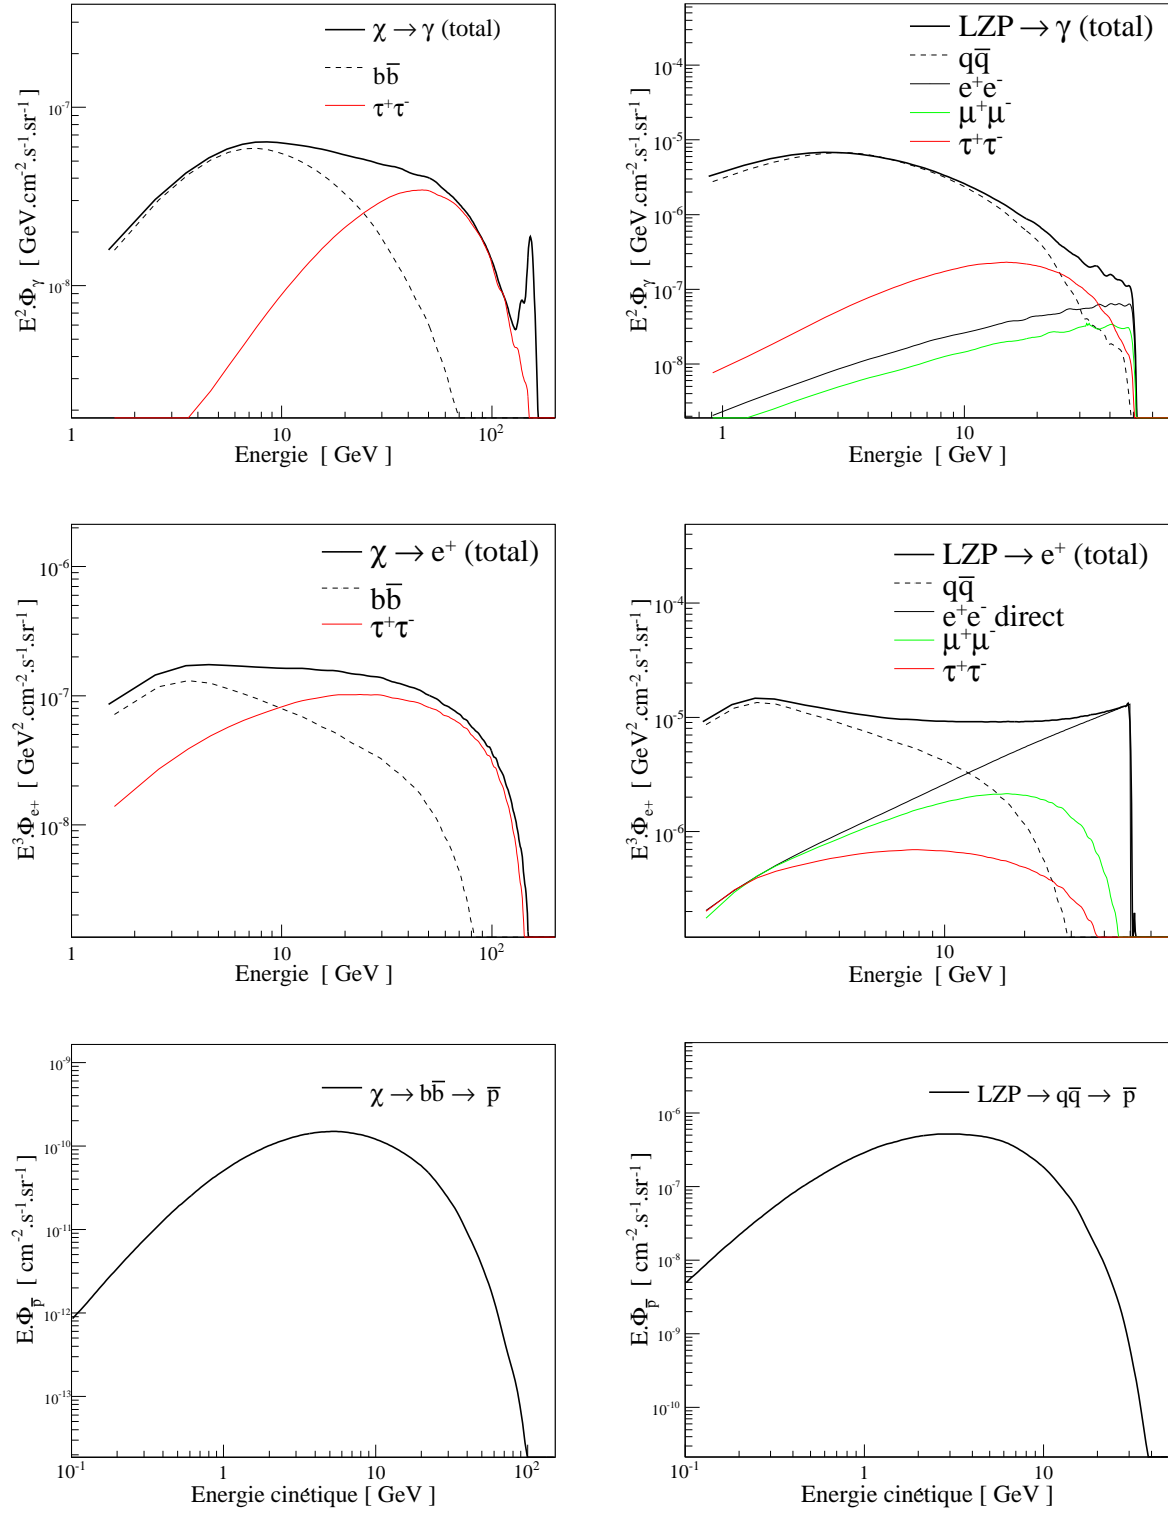 χ → γ (total)
bb̅
τ⁺τ⁻
10⁻⁷
10⁻⁸
E².Φγ [ GeV.cm⁻².s⁻¹.sr⁻¹ ]
1 10 10²
Energie [ GeV ]
LZP → γ (total)
qq̅
e⁺e⁻
μ⁺μ⁻
τ⁺τ⁻
10⁻⁴
10⁻⁵
10⁻⁶
10⁻⁷
10⁻⁸
E².Φγ [ GeV.cm⁻².s⁻¹.sr⁻¹ ]
1 10
Energie [ GeV ]
χ → e⁺ (total)
bb̅
τ⁺τ⁻
10⁻⁶
10⁻⁷
10⁻⁸
E³.Φe+ [ GeV².cm⁻².s⁻¹.sr⁻¹ ]
1 10 10²
Energie [ GeV ]
LZP → e⁺ (total)
qq̅
e⁺e⁻ direct
μ⁺μ⁻
τ⁺τ⁻
10⁻⁴
10⁻⁵
10⁻⁶
E³.Φe+ [ GeV².cm⁻².s⁻¹.sr⁻¹ ]
10
Energie [ GeV ]
χ → bb̅ → p̅
10⁻⁹
10⁻¹⁰
10⁻¹¹
10⁻¹²
10⁻¹³
E.Φp̅ [ cm⁻².s⁻¹.sr⁻¹ ]
10⁻¹ 1 10 10²
Energie cinétique [ GeV ]
LZP → qq̅ → p̅
10⁻⁶
10⁻⁷
10⁻⁸
10⁻⁹
10⁻¹⁰
E.Φp̅ [ cm⁻².s⁻¹.sr⁻¹ ]
10⁻¹ 1 10
Energie cinétique [ GeV ]